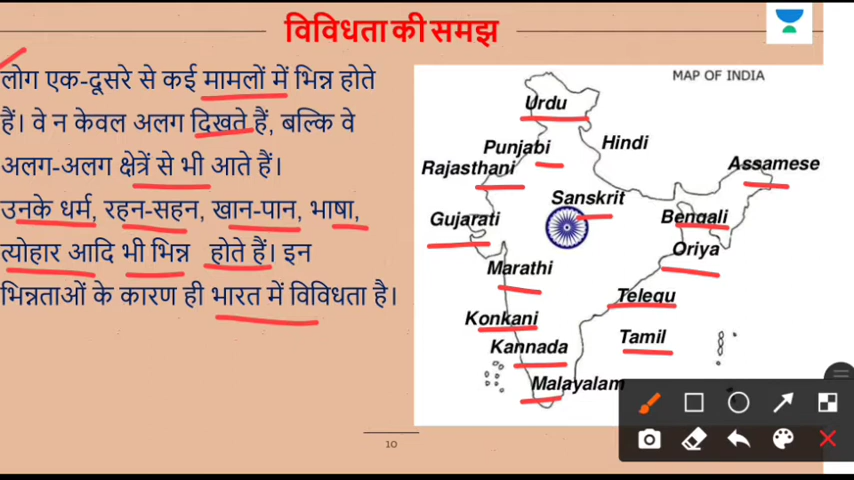 विविधता की समझ
लोग एक-दूसरे से कई मामलों में भिन्न होते
हैं। वे न केवल अलग दिखते हैं, बल्कि वे
अलग-अलग क्षेत्रें से भी आते हैं।
उनके धर्म, रहन-सहन, खान-पान, भाषा,
त्योहार आदि भी भिन्न होते हैं। इन
भिन्नताओं के कारण ही भारत में विविधता है।
MAP OF INDIA
Urdu
Punjabi
Hindi
Rajasthani
Assamese
Sanskrit
Gujarati
Bengali
Oriya
Marathi
Telegu
Konkani
Tamil
Kannada
Malayalam
10